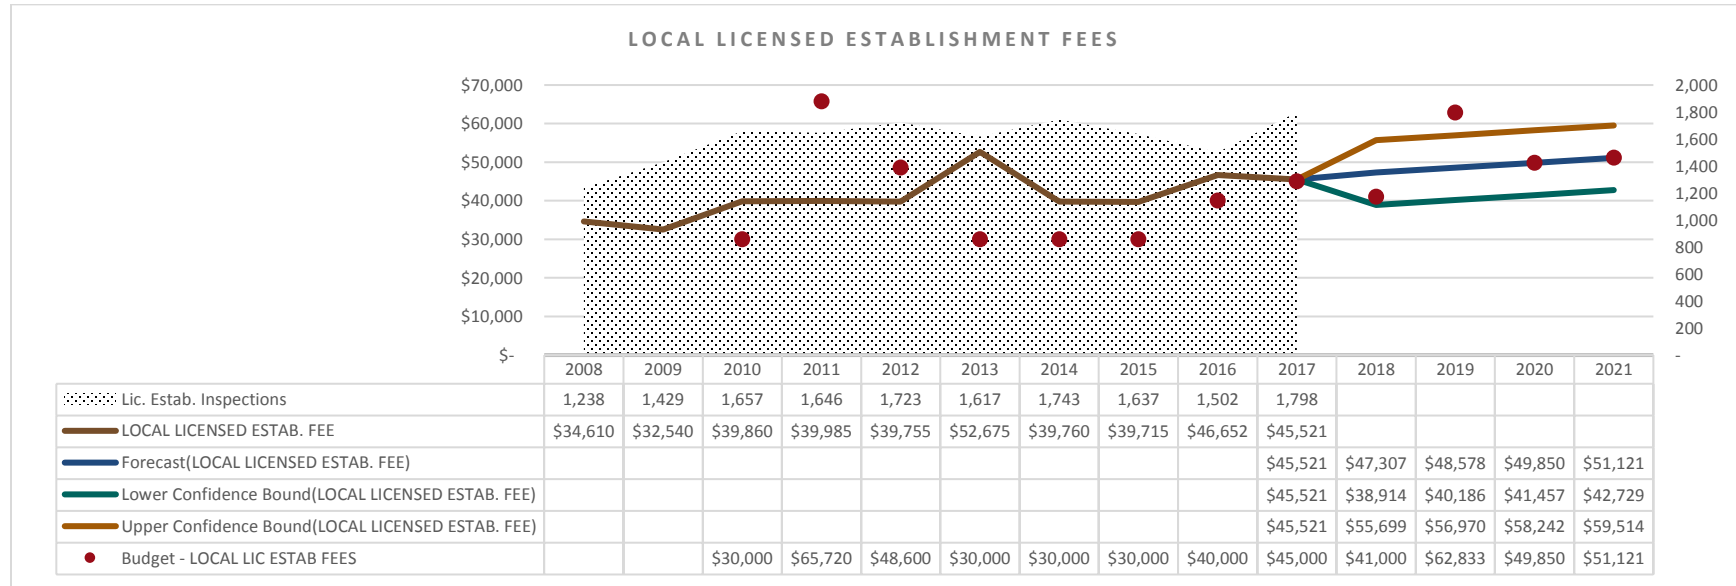 LOCAL LICENSED ESTABLISHMENT FEES
$70,000 2,000
$60,000 1,800
$50,000 1,600
$40,000 1,400
$30,000 1,200
$20,000 1,000
$10,000 800
$- 600
400
200
-
2008 2009 2010 2011 2012 2013 2014 2015 2016 2017 2018 2019 2020 2021
Lic. Estab. Inspections 1,238 1,429 1,657 1,646 1,723 1,617 1,743 1,637 1,502 1,798
LOCAL LICENSED ESTAB. FEE $34,610 $32,540 $39,860 $39,985 $39,755 $52,675 $39,760 $39,715 $46,652 $45,521
Forecast(LOCAL LICENSED ESTAB. FEE) $45,521 $47,307 $48,578 $49,850 $51,121
Lower Confidence Bound(LOCAL LICENSED ESTAB. FEE) $45,521 $38,914 $40,186 $41,457 $42,729
Upper Confidence Bound(LOCAL LICENSED ESTAB. FEE) $45,521 $55,699 $56,970 $58,242 $59,514
Budget - LOCAL LIC ESTAB FEES $30,000 $65,720 $48,600 $30,000 $30,000 $30,000 $40,000 $45,000 $41,000 $62,833 $49,850 $51,121